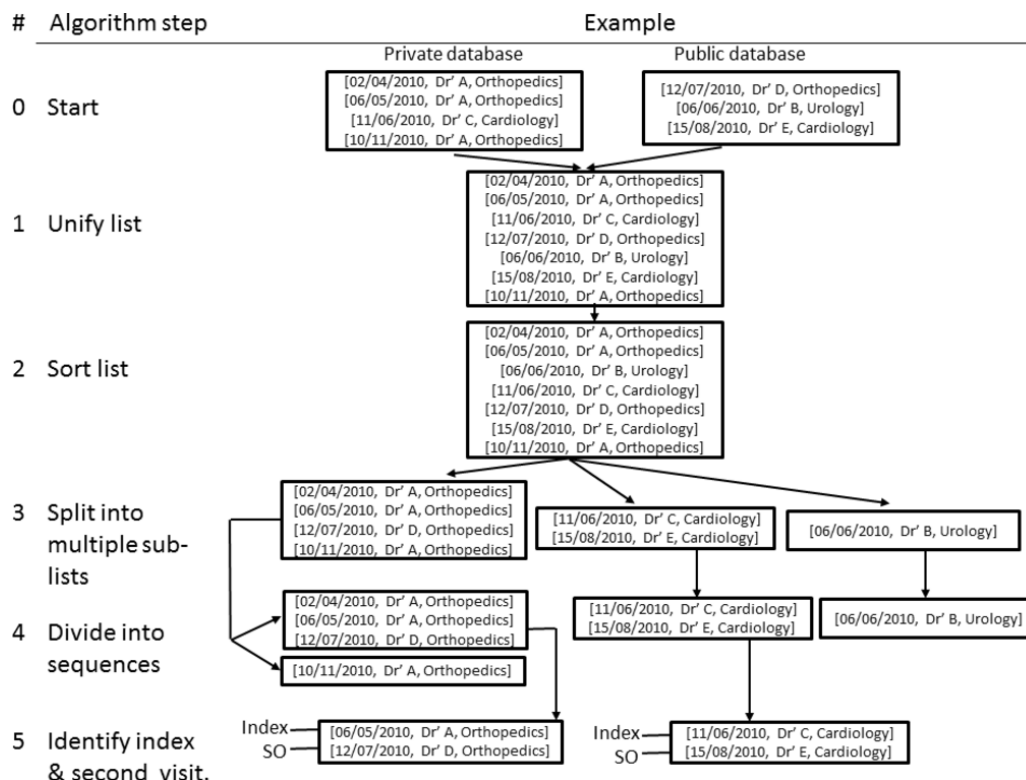 # Algorithm step Example
Private database Public database
0 Start
[02/04/2010, Dr' A, Orthopedics]
[06/05/2010, Dr' A, Orthopedics]
[11/06/2010, Dr' C, Cardiology]
[10/11/2010, Dr' A, Orthopedics]
[12/07/2010, Dr' D, Orthopedics]
[06/06/2010, Dr' B, Urology]
[15/08/2010, Dr' E, Cardiology]
1 Unify list
[02/04/2010, Dr' A, Orthopedics]
[06/05/2010, Dr' A, Orthopedics]
[11/06/2010, Dr' C, Cardiology]
[12/07/2010, Dr' D, Orthopedics]
[06/06/2010, Dr' B, Urology]
[15/08/2010, Dr' E, Cardiology]
[10/11/2010, Dr' A, Orthopedics]
2 Sort list
[02/04/2010, Dr' A, Orthopedics]
[06/05/2010, Dr' A, Orthopedics]
[06/06/2010, Dr' B, Urology]
[11/06/2010, Dr' C, Cardiology]
[12/07/2010, Dr' D, Orthopedics]
[15/08/2010, Dr' E, Cardiology]
[10/11/2010, Dr' A, Orthopedics]
3 Split into
multiple sub-
lists
[02/04/2010, Dr' A, Orthopedics]
[06/05/2010, Dr' A, Orthopedics]
[12/07/2010, Dr' D, Orthopedics]
[10/11/2010, Dr' A, Orthopedics]
[11/06/2010, Dr' C, Cardiology]
[15/08/2010, Dr' E, Cardiology]
[06/06/2010, Dr' B, Urology]
4 Divide into
sequences
[02/04/2010, Dr' A, Orthopedics]
[06/05/2010, Dr' A, Orthopedics]
[12/07/2010, Dr' D, Orthopedics]
[10/11/2010, Dr' A, Orthopedics]
[11/06/2010, Dr' C, Cardiology]
[15/08/2010, Dr' E, Cardiology]
[06/06/2010, Dr' B, Urology]
5 Identify index
& second visit.
Index [06/05/2010, Dr' A, Orthopedics]
SO [12/07/2010, Dr' D, Orthopedics]
Index [11/06/2010, Dr' C, Cardiology]
SO [15/08/2010, Dr' E, Cardiology]